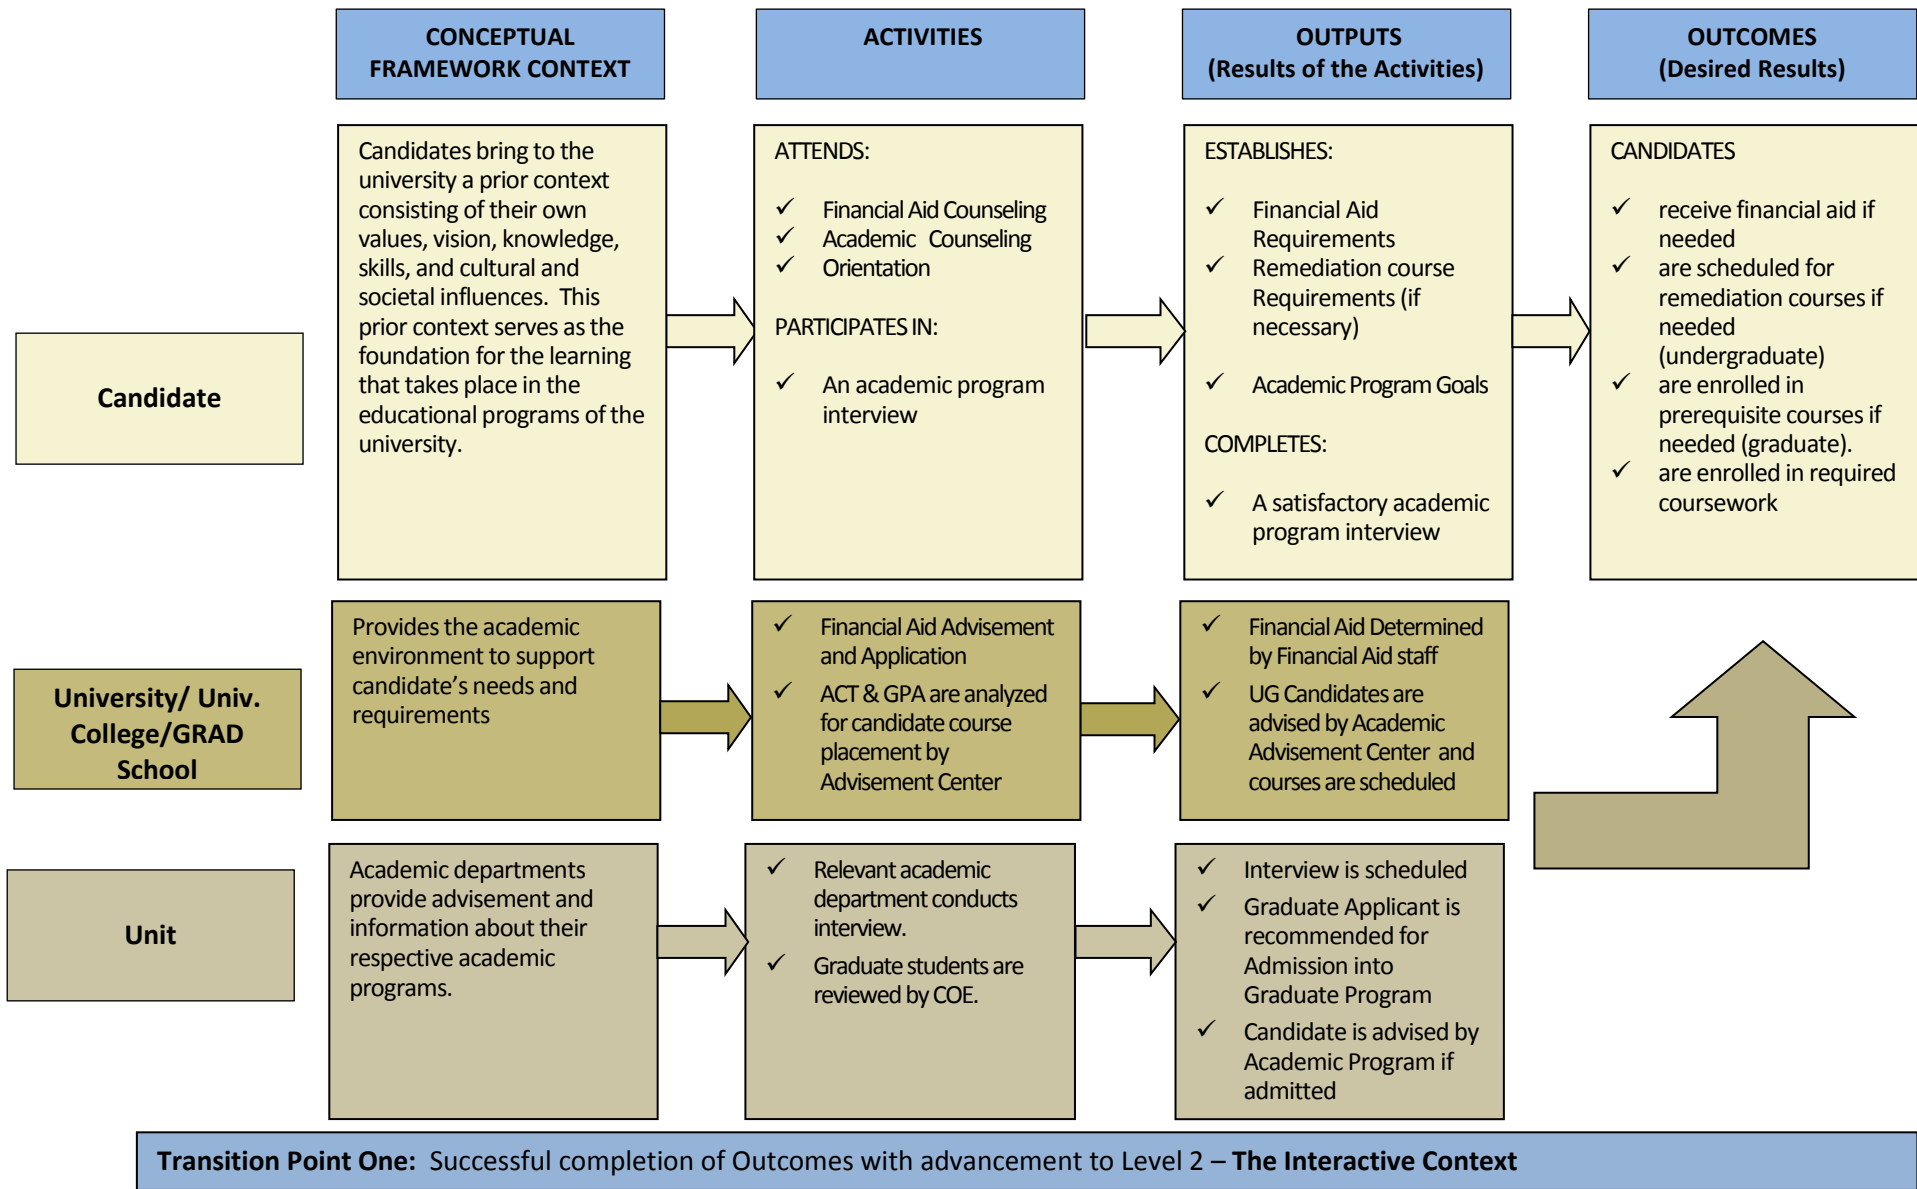 CONCEPTUAL
FRAMEWORK CONTEXT
ACTIVITIES
OUTPUTS
(Results of the Activities)
OUTCOMES
(Desired Results)
Candidate
Candidates bring to the
university a prior context
consisting of their own
values, vision, knowledge,
skills, and cultural and
societal influences. This
prior context serves as the
foundation for the learning
that takes place in the
educational programs of the
university.
ATTENDS:
✓ Financial Aid Counseling
✓ Academic Counseling
✓ Orientation
PARTICIPATES IN:
✓ An academic program
interview
ESTABLISHES:
✓ Financial Aid
Requirements
✓ Remediation course
Requirements (if
necessary)
✓ Academic Program Goals
COMPLETES:
✓ A satisfactory academic
program interview
CANDIDATES
✓ receive financial aid if
needed
✓ are scheduled for
remediation courses if
needed
(undergraduate)
✓ are enrolled in
prerequisite courses if
needed (graduate).
✓ are enrolled in required
coursework
University/ Univ.
College/GRAD
School
Provides the academic
environment to support
candidate’s needs and
requirements
✓ Financial Aid Advisement
and Application
✓ ACT & GPA are analyzed
for candidate course
placement by
Advisement Center
✓ Financial Aid Determined
by Financial Aid staff
✓ UG Candidates are
advised by Academic
Advisement Center and
courses are scheduled
Unit
Academic departments
provide advisement and
information about their
respective academic
programs.
✓ Relevant academic
department conducts
interview.
✓ Graduate students are
reviewed by COE.
✓ Interview is scheduled
✓ Graduate Applicant is
recommended for
Admission into
Graduate Program
✓ Candidate is advised by
Academic Program if
admitted
Transition Point One: Successful completion of Outcomes with advancement to Level 2 – The Interactive Context